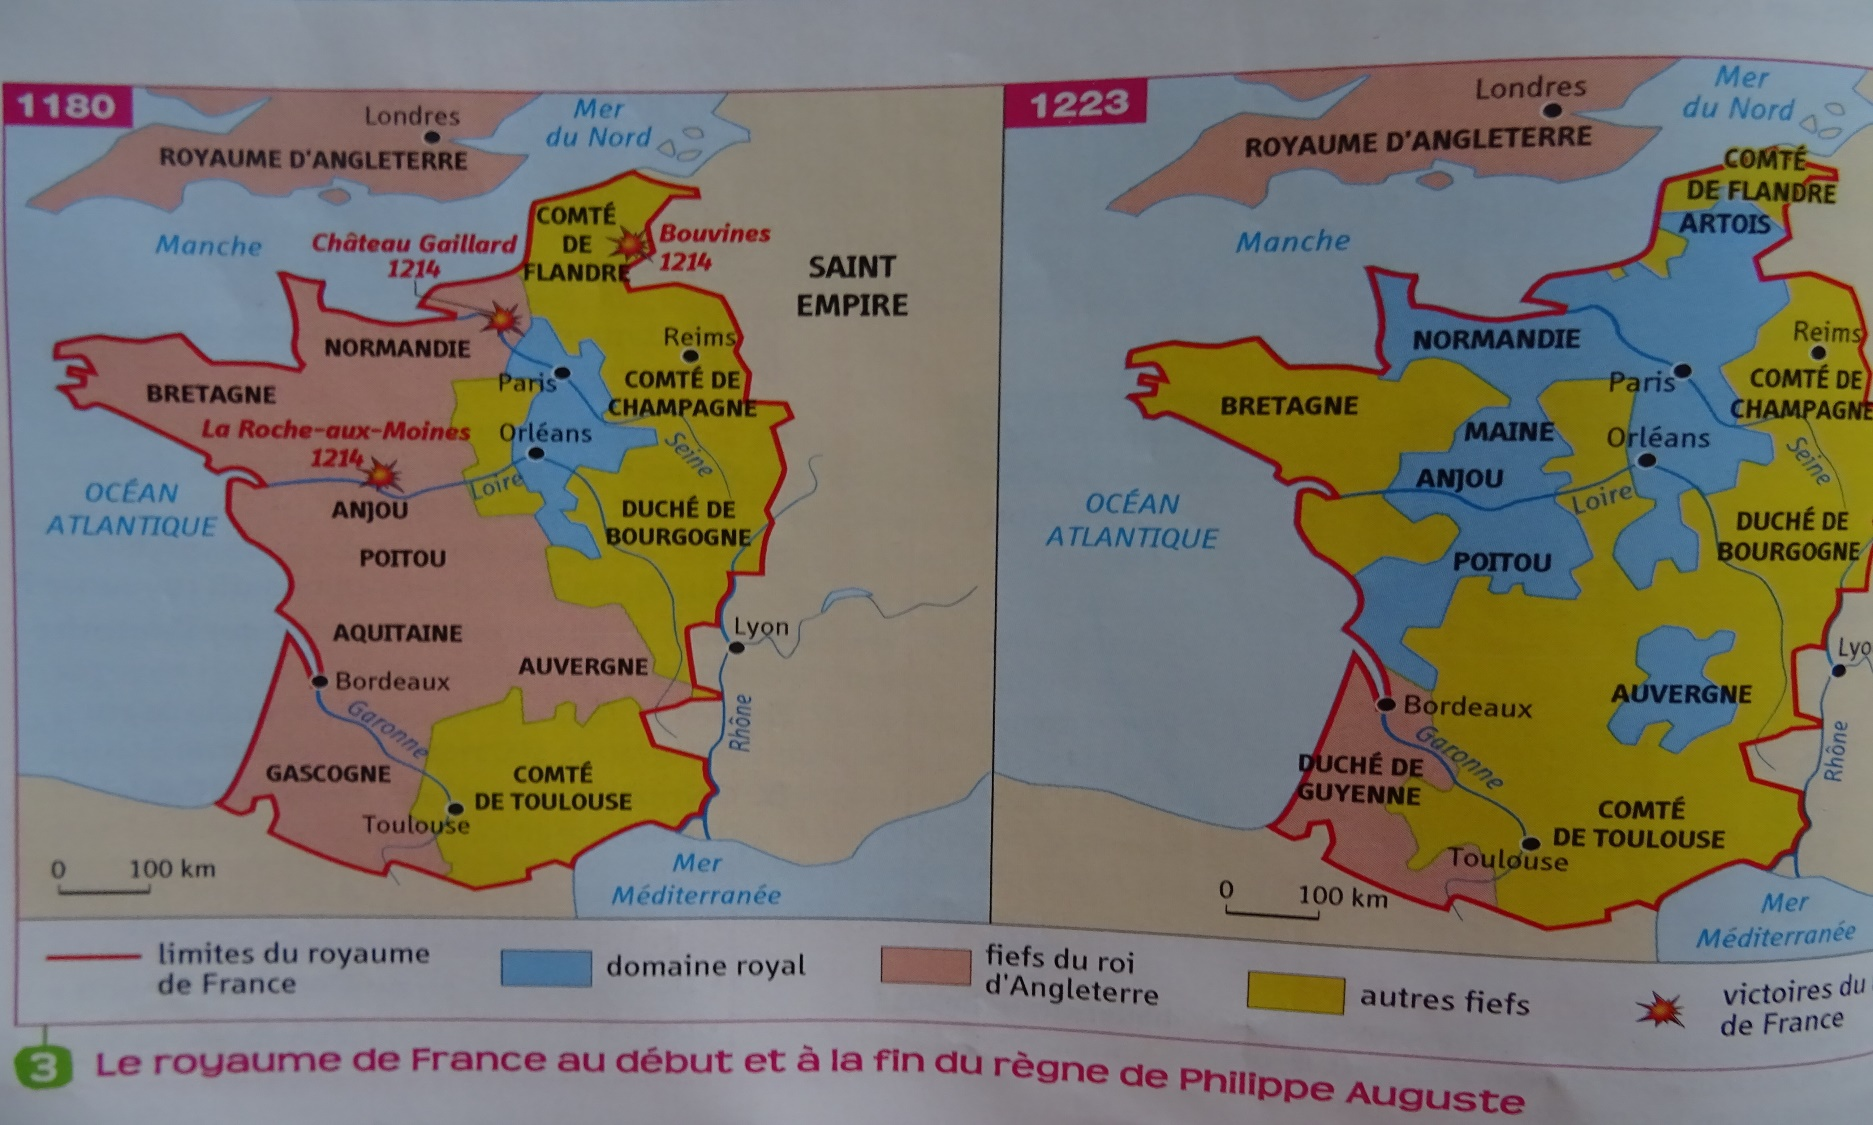 1180
Londres
Mer
du Nord
ROYAUME D'ANGLETERRE
COMTÉ
DE
FLANDRE
Manche
Château Gaillard
1214
Bouvines
1214
SAINT
EMPIRE
NORMANDIE
Reims
BRETAGNE
Paris
COMTÉ DE
CHAMPAGNE
La Roche-aux-Moines
1214
Orléans
Seine
Loire
OCÉAN
ATLANTIQUE
ANJOU
DUCHÉ DE
BOURGOGNE
POITOU
AQUITAINE
Lyon
AUVERGNE
Bordeaux
Garonne
Rhône
GASCOGNE
COMTÉ
DE TOULOUSE
Toulouse
0 100 km
Mer
Méditerranée
1223
Londres
Mer
du Nord
ROYAUME D'ANGLETERRE
COMTÉ
DE FLANDRE
ARTOIS
Manche
NORMANDIE
Reims
Paris
COMTÉ DE
CHAMPAGNE
BRETAGNE
MAINE
Orléans
Seine
ANJOU
Loire
OCÉAN
ATLANTIQUE
DUCHÉ DE
BOURGOGNE
POITOU
Lyo
AUVERGNE
Bordeaux
Garonne
Rhône
DUCHÉ DE
GUYENNE
COMTÉ
DE TOULOUSE
Toulouse
0 100 km
Mer
Méditerranée
limites du royaume
de France
domaine royal
fiefs du roi
d'Angleterre
autres fiefs
victoires du
de France
3 Le royaume de France au début et à la fin du règne de Philippe Auguste